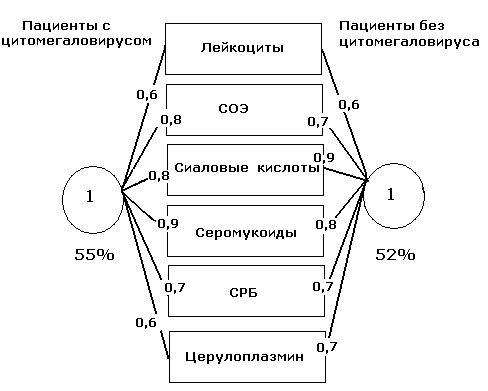 Пациенты с
цитомегаловирусом
Пациенты без
цитомегаловируса
Лейкоциты
0,6
0,6
СОЭ
0,8
0,7
Сиаловые кислоты
0,8
0,9
1
1
Серомукоиды
0,9
0,8
55%
52%
СРБ
0,7
0,7
Церулоплазмин
0,6
0,7